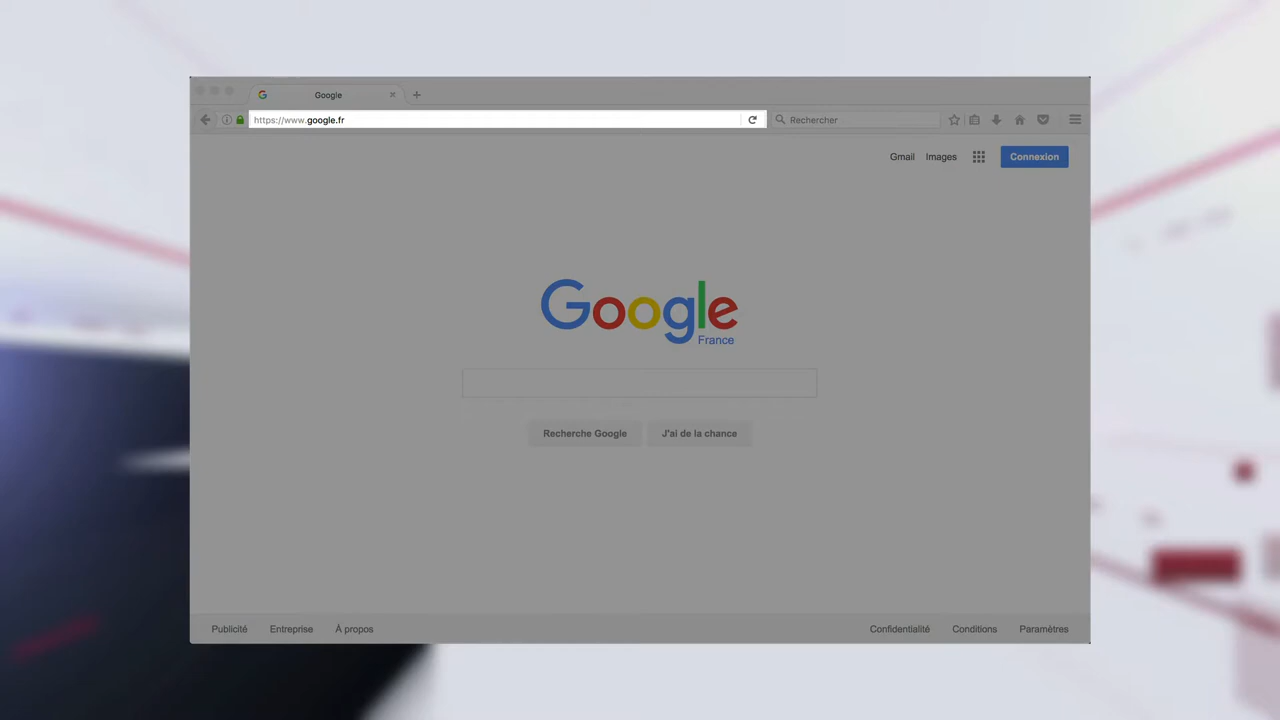 Google
https://www.google.fr
Rechercher
Gmail Images Connexion
Google
France
Recherche Google J'ai de la chance
Publicité Entreprise À propos Confidentialité Conditions Paramètres